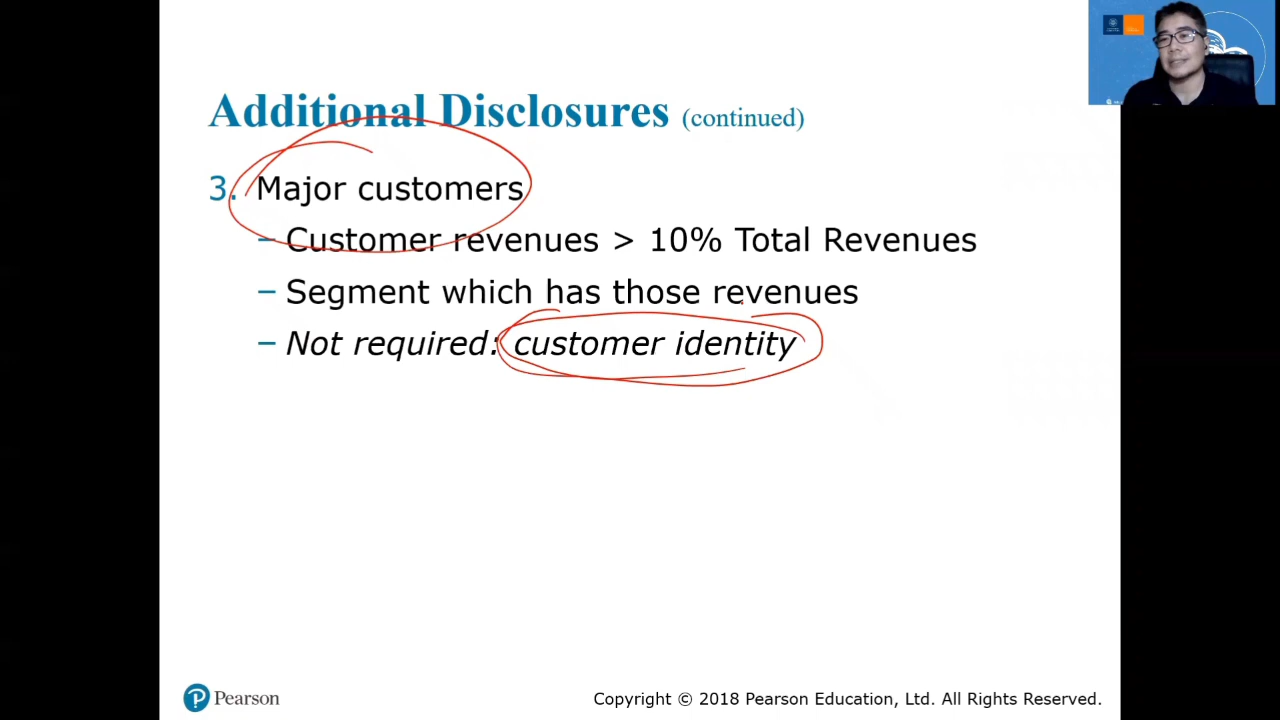 Additional Disclosures (continued)
3. Major customers
– Customer revenues > 10% Total Revenues
– Segment which has those revenues
– Not required: customer identity
Pearson
Copyright © 2018 Pearson Education, Ltd. All Rights Reserved.